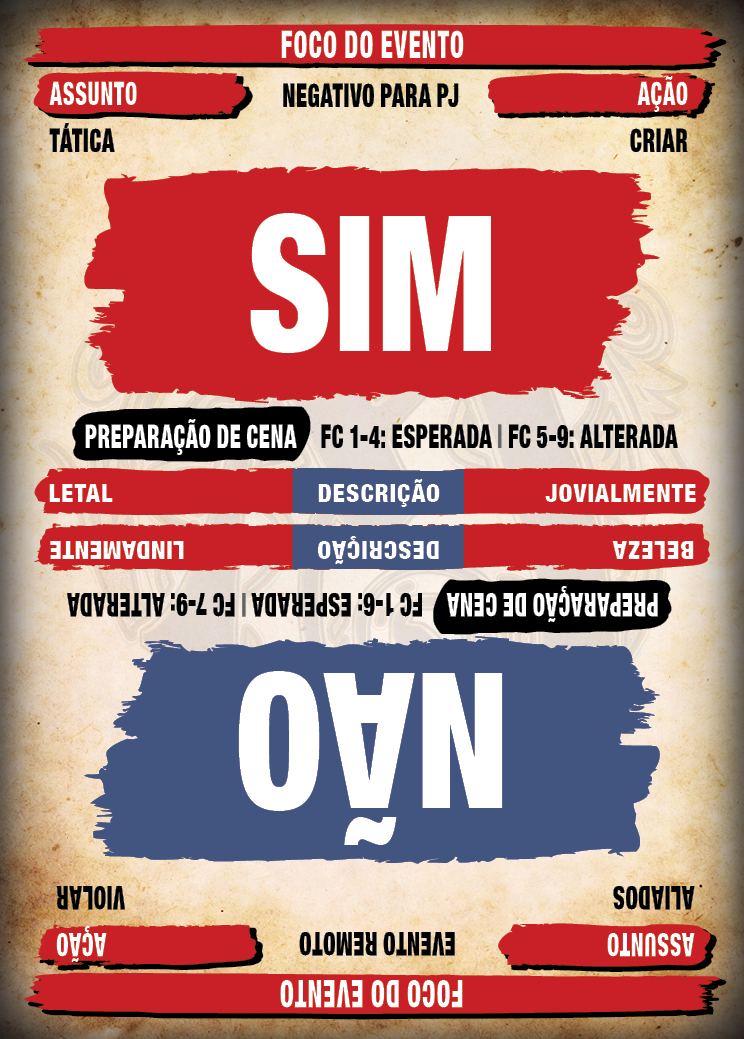 FOCO DO EVENTO
ASSUNTO NEGATIVO PARA PJ AÇÃO
TÁTICA CRIAR
SIM
PREPARAÇÃO DE CENA FC 1-4: ESPERADA | FC 5-9: ALTERADA
LETAL DESCRIÇÃO JOVIALMENTE
BELEZA DESCRIÇÃO LINDAMENTE
PREPARAÇÃO DE CENA FC 1-6: ESPERADA | FC 7-9: ALTERADA
NÃO
ALIADOS VIOLAR
ASSUNTO EVENTO REMOTO AÇÃO
FOCO DO EVENTO